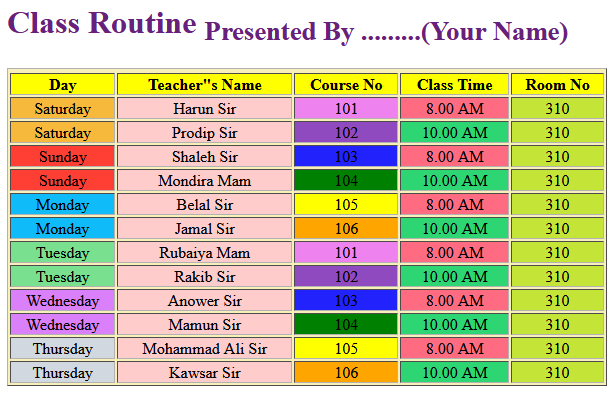 Class Routine Presented By .........(Your Name)
Day Teacher"s Name Course No Class Time Room No
Saturday Harun Sir 101 8.00 AM 310
Saturday Prodip Sir 102 10.00 AM 310
Sunday Shaleh Sir 103 8.00 AM 310
Sunday Mondira Mam 104 10.00 AM 310
Monday Belal Sir 105 8.00 AM 310
Monday Jamal Sir 106 10.00 AM 310
Tuesday Rubaiya Mam 101 8.00 AM 310
Tuesday Rakib Sir 102 10.00 AM 310
Wednesday Anower Sir 103 8.00 AM 310
Wednesday Mamun Sir 104 10.00 AM 310
Thursday Mohammad Ali Sir 105 8.00 AM 310
Thursday Kawsar Sir 106 10.00 AM 310